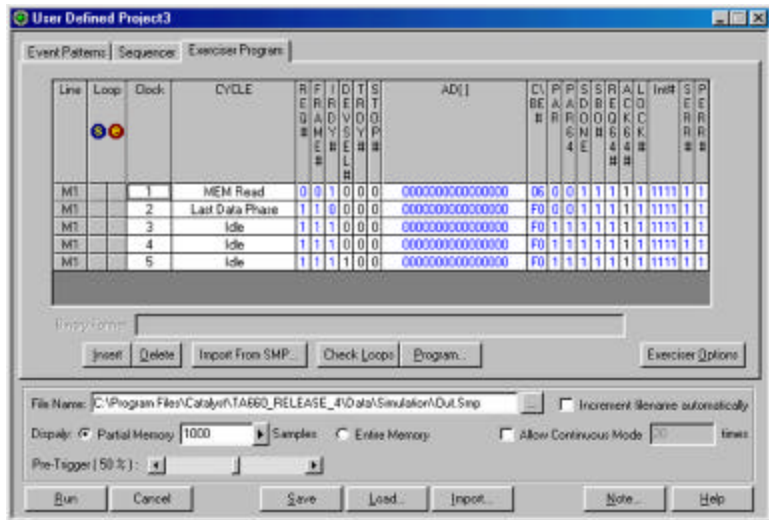 User Defined Project3
Event Patterns Sequencer Exerciser Program
Line Loop Clock CYCLE REQ# FRAME# IRDY# DEVSEL# TRDY# STOP# AD[] C\BE# PAR PAR64 SDONE SBO# REQ64# ACK64# LOCK# Int# SERR# PERR#
S
M1 1 MEM Read 0 0 1 0 0 0 0000000000000000 06 0 0 1 1 1 1 1 1111 1 1
M1 2 Last Data Phase 1 1 0 0 0 0 0000000000000000 F0 0 0 1 1 1 1 1 1111 1 1
M1 3 Idle 1 1 1 0 0 0 0000000000000000 F0 1 1 1 1 1 1 1 1111 1 1
M1 4 Idle 1 1 1 0 0 0 0000000000000000 F0 1 1 1 1 1 1 1 1111 1 1
M1 5 Idle 1 1 1 1 0 0 0000000000000000 F0 1 1 1 1 1 1 1 1111 1 1
Binary Format
Insert Delete Import From SMP... Check Loops Program... Exerciser Options
File Name: C:\Program Files\Catalyst\TA660_RELEASE_4\Data\Simulation\Out.Smp ... Increment filename automatically
Dispaly: Partial Memory 1000 Samples Entire Memory Allow Continuous Mode 20 times
Pre-Trigger ( 50 % ) :
Run Cancel Save Load... Import... Note... Help